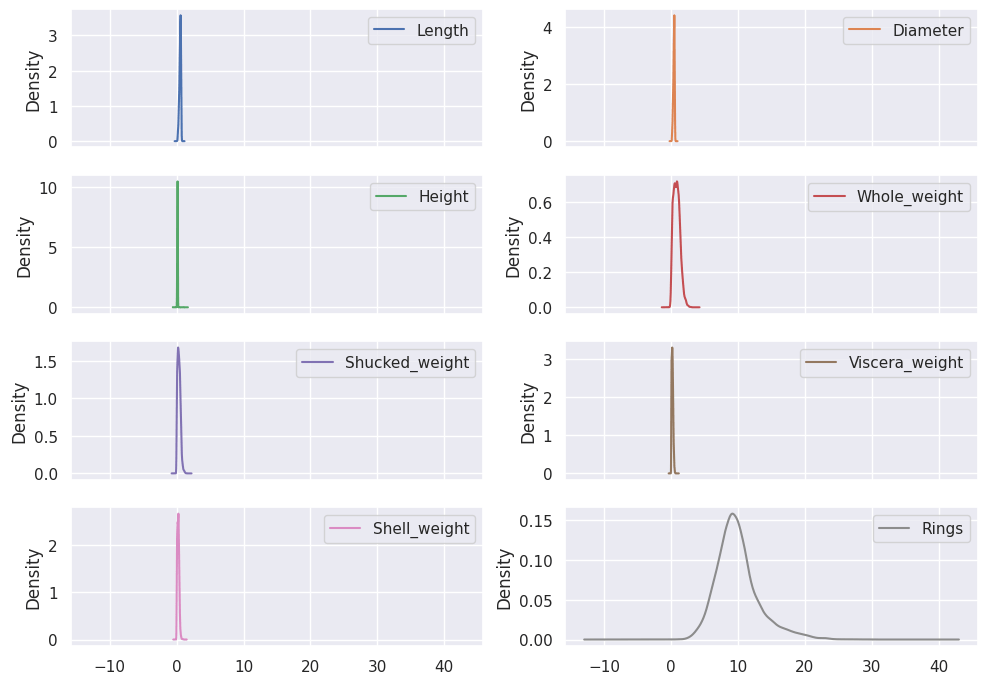 Density
3
2
1
0
Length
Density
4
2
0
Diameter
Density
10
5
0
Height
Density
0.6
0.4
0.2
0.0
Whole_weight
Density
1.5
1.0
0.5
0.0
Shucked_weight
Density
3
2
1
0
Viscera_weight
Density
2
1
0
Shell_weight
−10 0 10 20 30 40
Density
0.15
0.10
0.05
0.00
Rings
−10 0 10 20 30 40